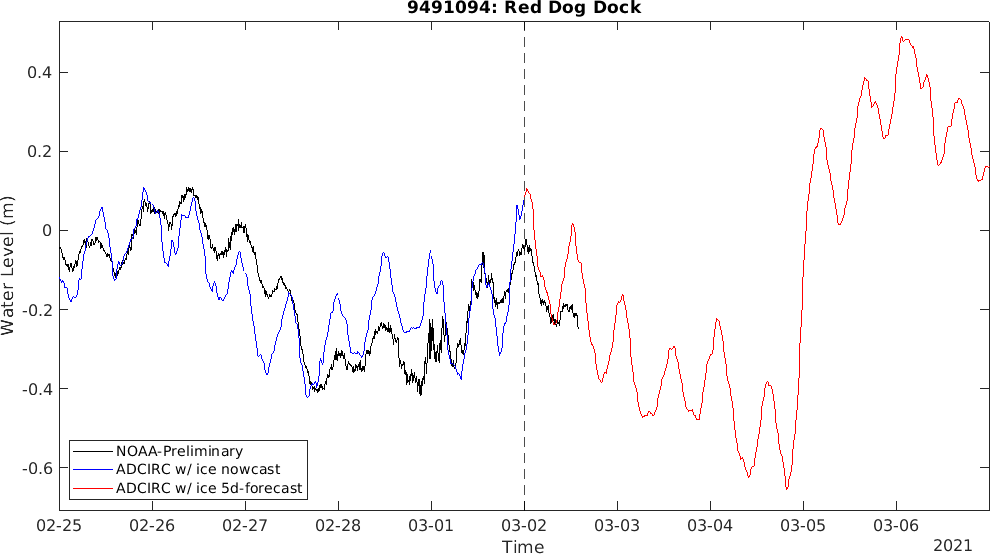 9491094: Red Dog Dock
Water Level (m)
0.4
0.2
0
-0.2
-0.4
-0.6
NOAA-Preliminary
ADCIRC w/ ice nowcast
ADCIRC w/ ice 5d-forecast
02-25 02-26 02-27 02-28 03-01 03-02 03-03 03-04 03-05 03-06
Time
2021